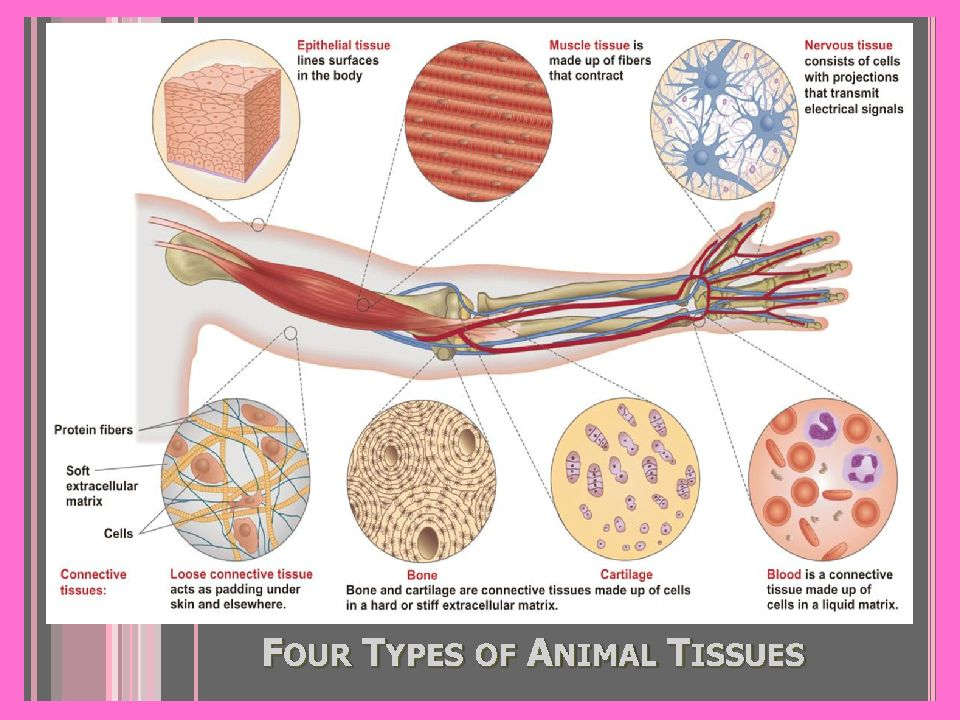 Epithelial tissue
lines surfaces
in the body
Muscle tissue is
made up of fibers
that contract
Nervous tissue
consists of cells
with projections
that transmit
electrical signals
Protein fibers
Soft
extracellular
matrix
Cells
Connective
tissues:
Loose connective tissue
acts as padding under
skin and elsewhere.
Bone
Cartilage
Bone and cartilage are connective tissues made up of cells
in a hard or stiff extracellular matrix.
Blood is a connective
tissue made up of
cells in a liquid matrix.
FOUR TYPES OF ANIMAL TISSUES